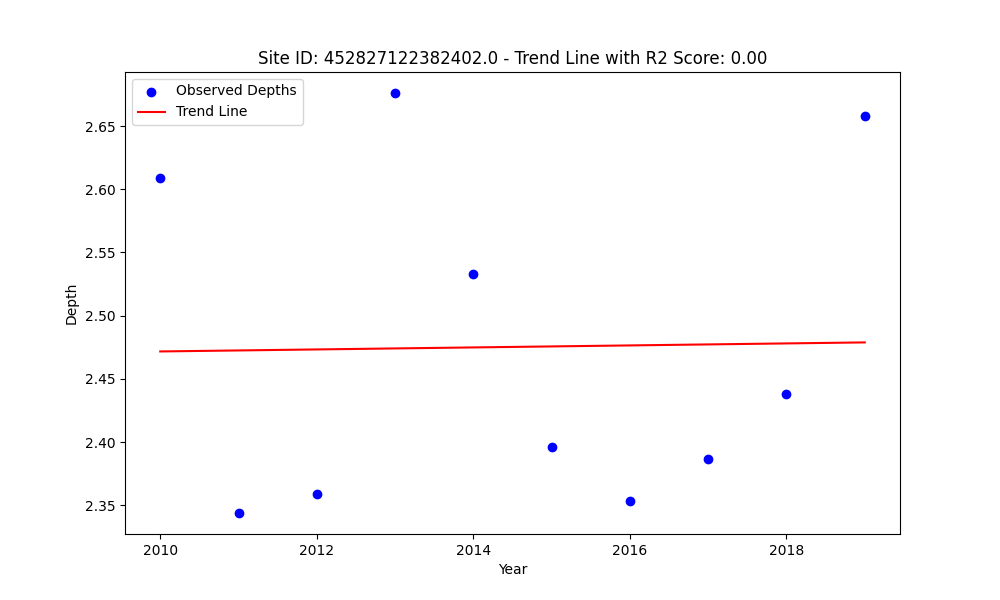 Site ID: 452827122382402.0 - Trend Line with R2 Score: 0.00
Observed Depths
Trend Line
Depth
2.65
2.60
2.55
2.50
2.45
2.40
2.35
2010
2012
2014
2016
2018
Year